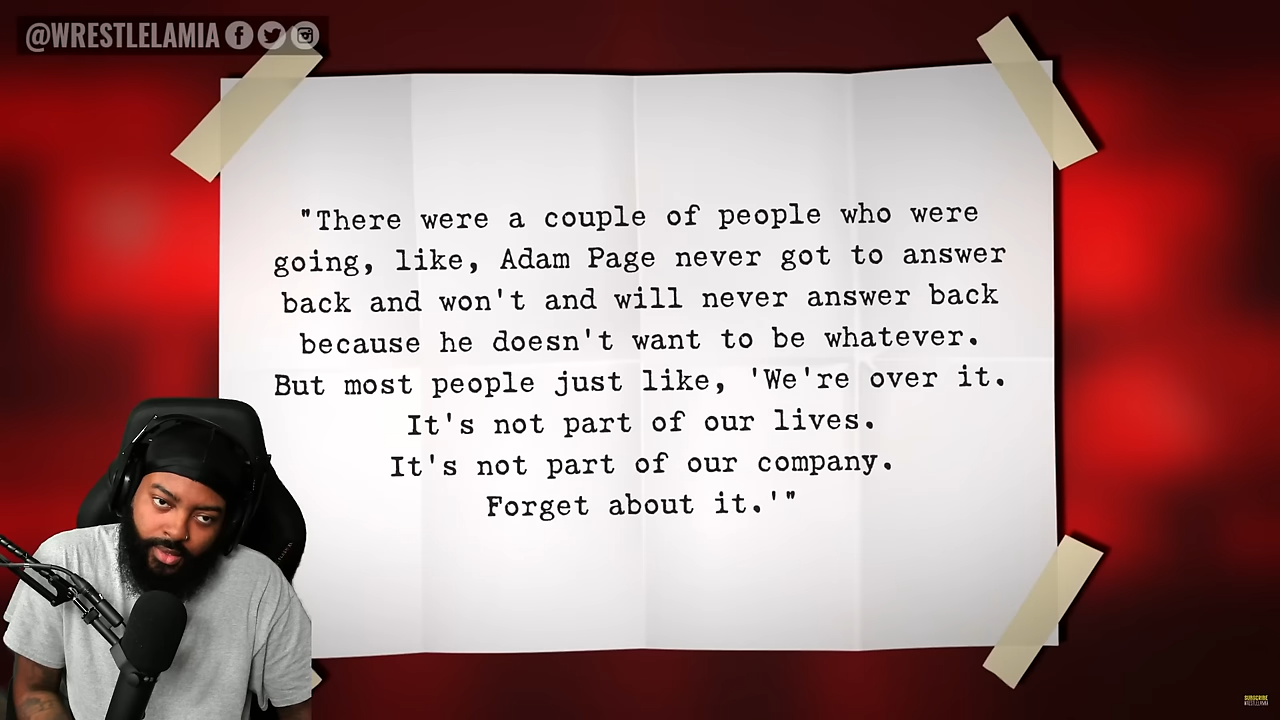 @WRESTLELAMIA
"There were a couple of people who were
going, like, Adam Page never got to answer
back and won't and will never answer back
because he doesn't want to be whatever.
But most people just like, 'We're over it.
It's not part of our lives.
It's not part of our company.
Forget about it.'"
SUBSCRIBE
WRESTLELAMIA